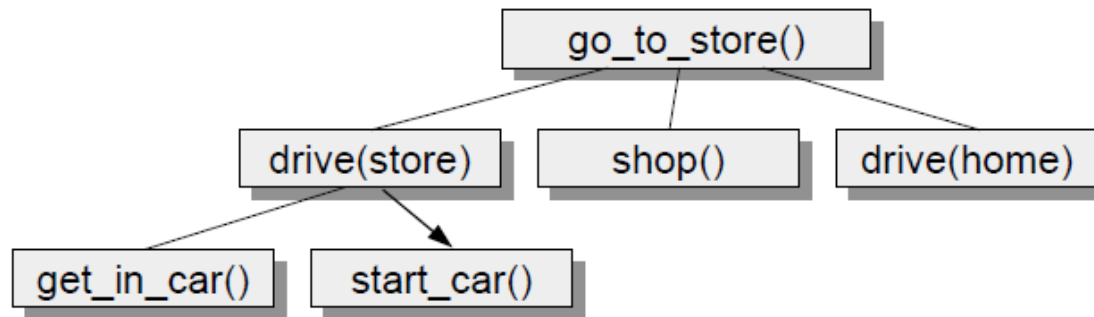 go_to_store()
drive(store)
shop()
drive(home)
get_in_car()
start_car()